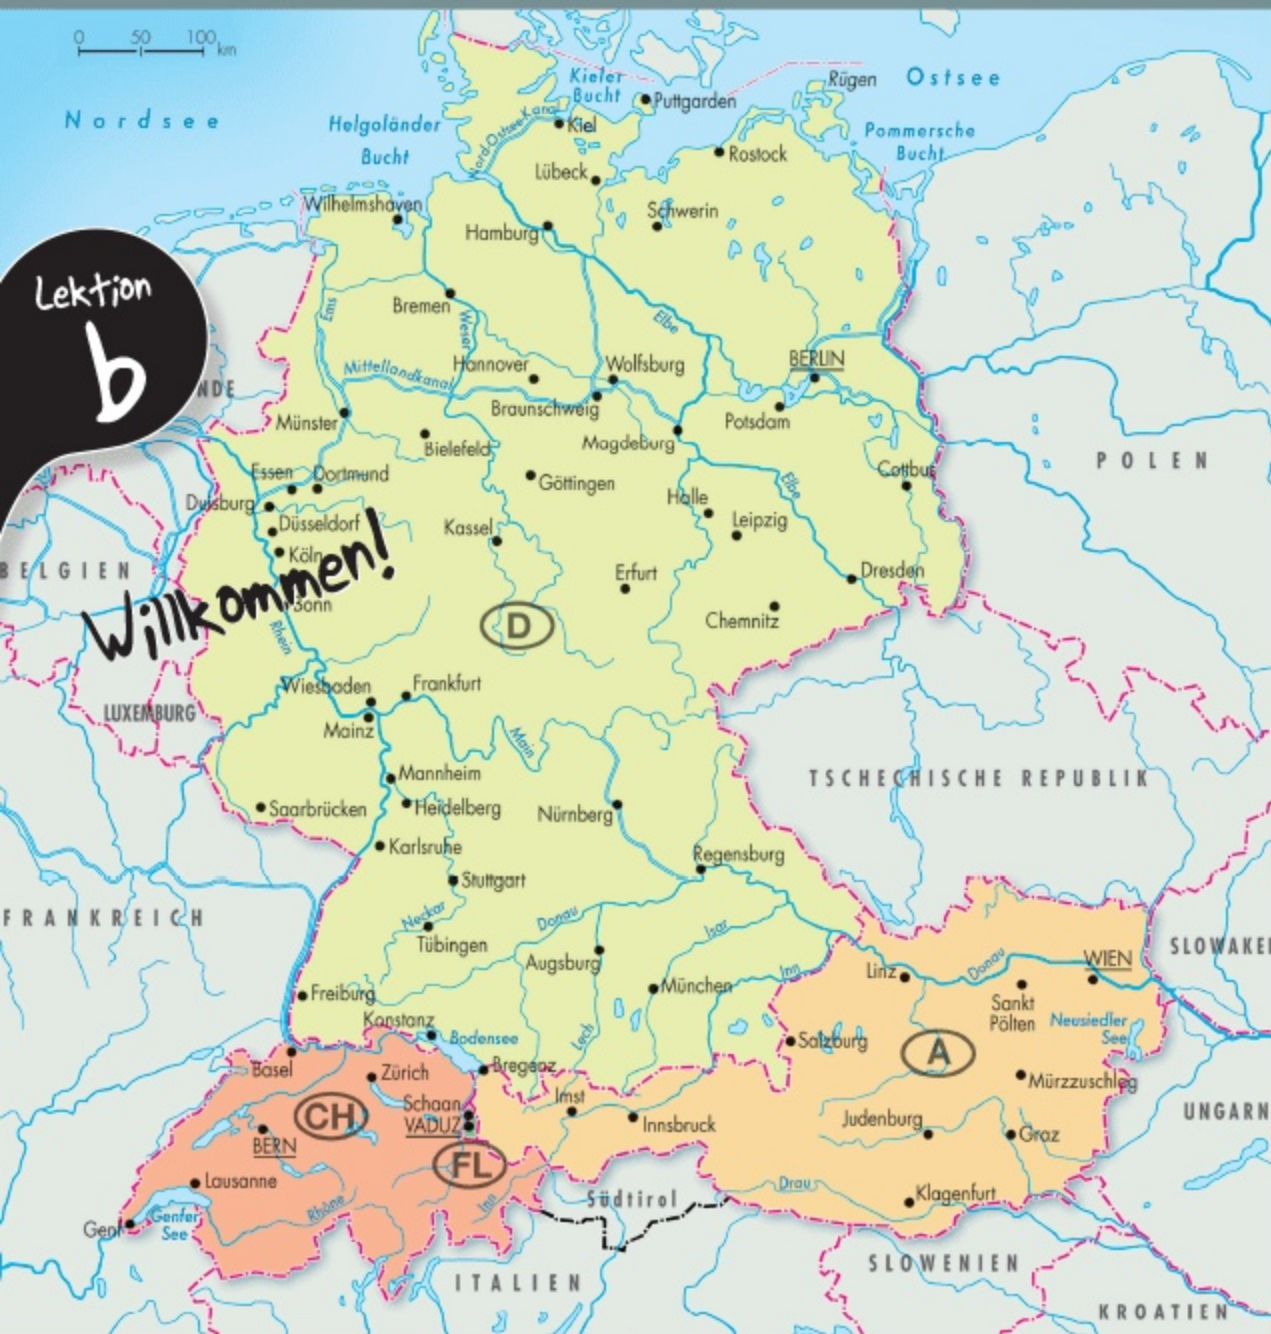 0 50 100 km
Nordsee
Helgoländer
Bucht
Kieler
Bucht
Puttgarden
Rügen
Ostsee
Pommersche
Bucht
Nord-Ostsee-Kanal
Kiel
Rostock
Lübeck
Wilhelmshaven
Schwerin
Hamburg
Lektion
b
Bremen
Ems
Weser
Elbe
Mittellandkanal
Hannover
Wolfsburg
BERLIN
NDE
Braunschweig
Potsdam
Münster
Magdeburg
Bielefeld
POLEN
Essen
Dortmund
Göttingen
Elbe
Cottbus
Duisburg
Halle
Düsseldorf
Leipzig
Kassel
Köln
BELGIEN
Willkommen!
Erfurt
Dresden
Bonn
Chemnitz
D
Rhein
Wiesbaden
Frankfurt
LUXEMBURG
Mainz
Main
Mannheim
TSCHECHISCHE REPUBLIK
Saarbrücken
Heidelberg
Nürnberg
Karlsruhe
Regensburg
Stuttgart
FRANKREICH
Neckar
Donau
Isar
Tübingen
SLOWAKEI
Augsburg
Linz
Donau
WIEN
Inn
Freiburg
München
Sankt
Pölten
Konstanz
Bodensee
Lech
Salzburg
Neusiedler
See
A
Basel
Zürich
Bregenz
Mürzzuschlag
Schaan
VADUZ
CH
Imst
Innsbruck
Judenburg
UNGARN
Graz
BERN
FL
Lausanne
Rhône
Inn
Südtirol
Drau
Klagenfurt
Genf
Genfer
See
ITALIEN
SLOWENIEN
KROATIEN